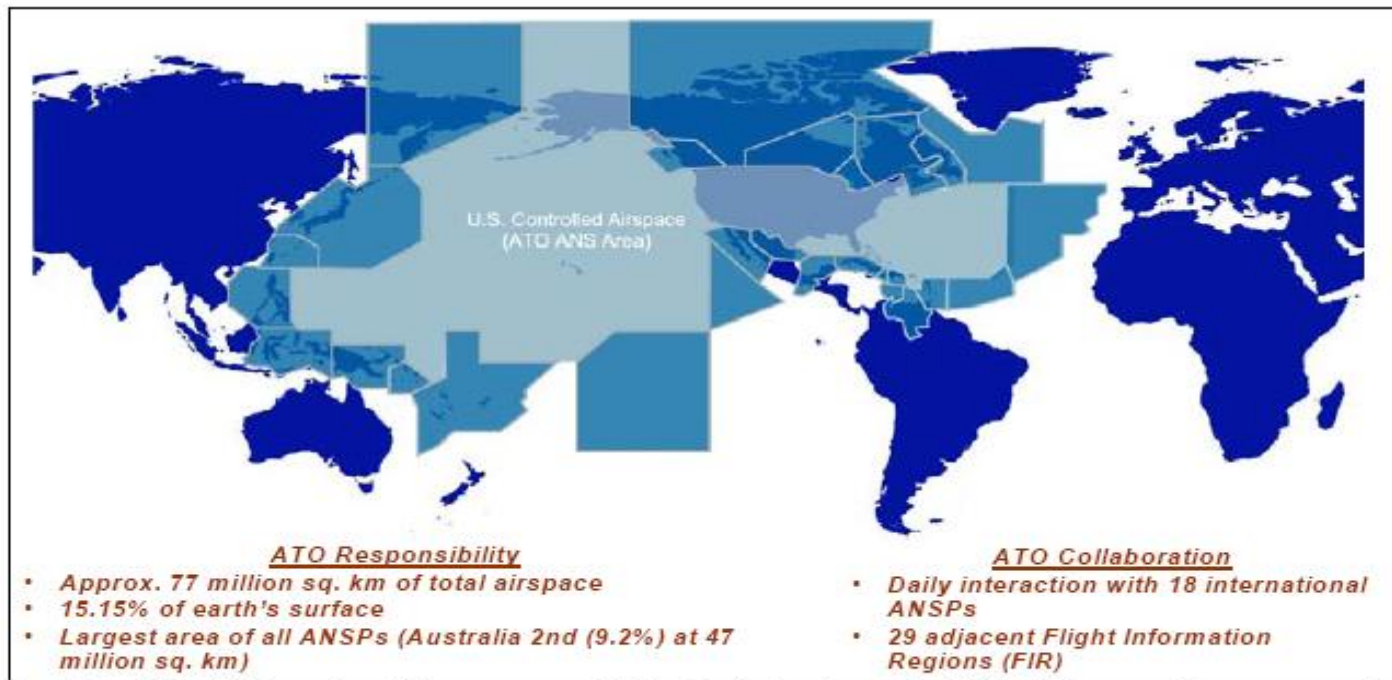 U.S. Controlled Airspace
(ATO ANS Area)
ATO Responsibility
• Approx. 77 million sq. km of total airspace
• 15.15% of earth's surface
• Largest area of all ANSPs (Australia 2nd (9.2%) at 47
million sq. km)
ATO Collaboration
• Daily interaction with 18 international
ANSPs
• 29 adjacent Flight Information
Regions (FIR)